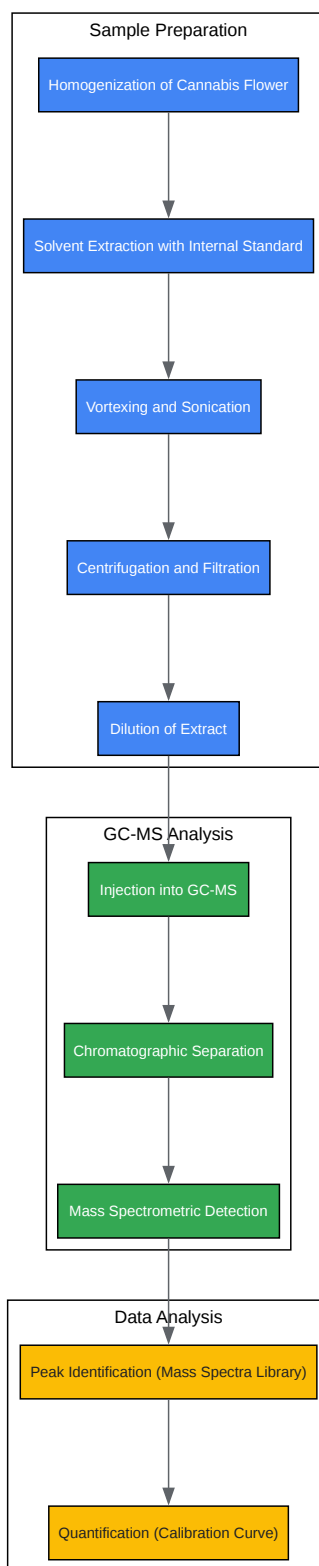 Sample Preparation
Homogenization of Cannabis Flower
Solvent Extraction with Internal Standard
Vortexing and Sonication
Centrifugation and Filtration
Dilution of Extract
GC-MS Analysis
Injection into GC-MS
Chromatographic Separation
Mass Spectrometric Detection
Data Analysis
Peak Identification (Mass Spectra Library)
Quantification (Calibration Curve)